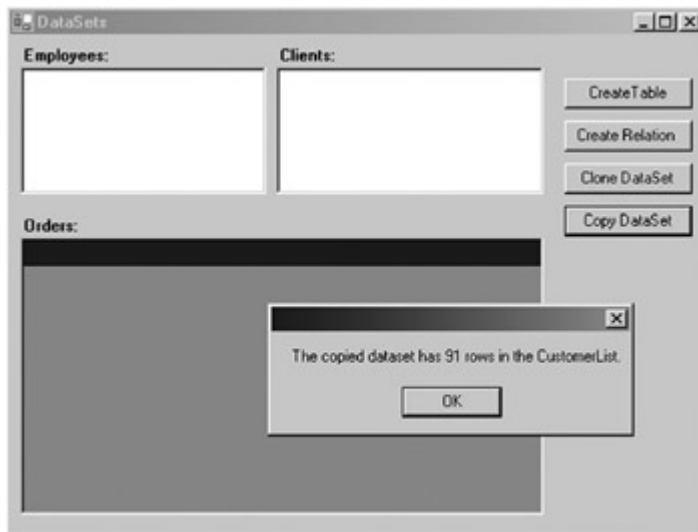 DataSets
Employees:
Clients:
CreateTable
Create Relation
Clone DataSet
Copy DataSet
Orders:
The copied dataset has 91 rows in the CustomerList.
OK